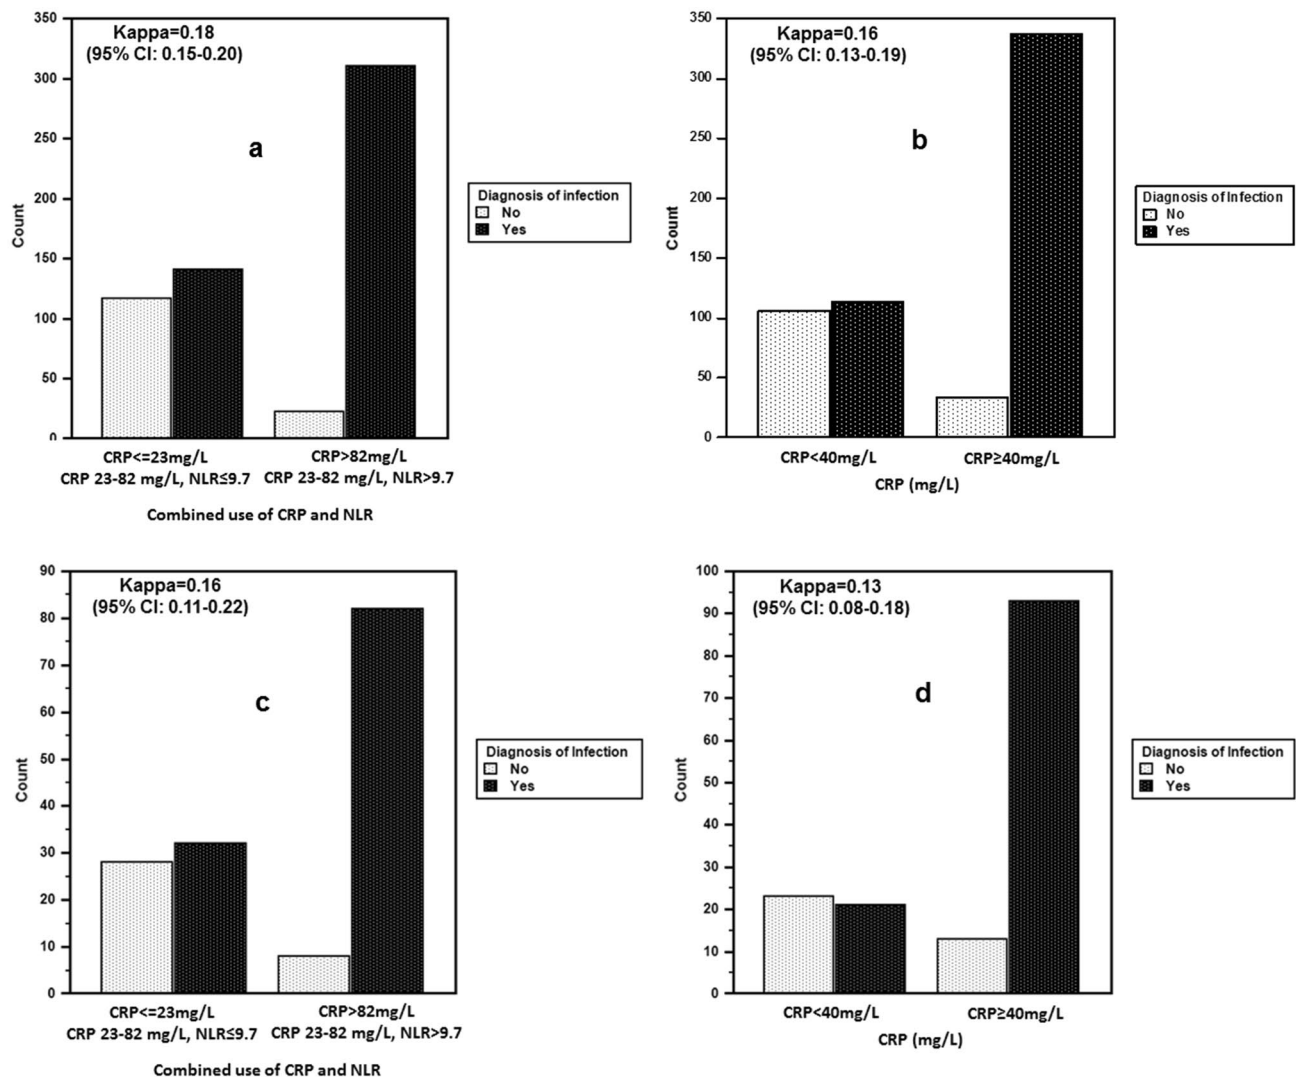 350
300
250
200
150
100
50
0
Count
Kappa=0.18
(95% CI: 0.15-0.20)
a
CRP<=23mg/L
CRP 23-82 mg/L, NLR≤9.7
CRP>82mg/L
CRP 23-82 mg/L, NLR>9.7
Combined use of CRP and NLR
Diagnosis of infection
No
Yes
350
300
250
200
150
100
50
0
Count
Kappa=0.16
(95% CI: 0.13-0.19)
b
CRP<40mg/L
CRP≥40mg/L
CRP (mg/L)
Diagnosis of Infection
No
Yes
90
80
70
60
50
40
30
20
10
0
Count
Kappa=0.16
(95% CI: 0.11-0.22)
c
CRP<=23mg/L
CRP 23-82 mg/L, NLR≤9.7
CRP>82mg/L
CRP 23-82 mg/L, NLR>9.7
Combined use of CRP and NLR
Diagnosis of Infection
No
Yes
100
90
80
70
60
50
40
30
20
10
0
Count
Kappa=0.13
(95% CI: 0.08-0.18)
d
CRP<40mg/L
CRP≥40mg/L
CRP (mg/L)
Diagnosis of Infection
No
Yes